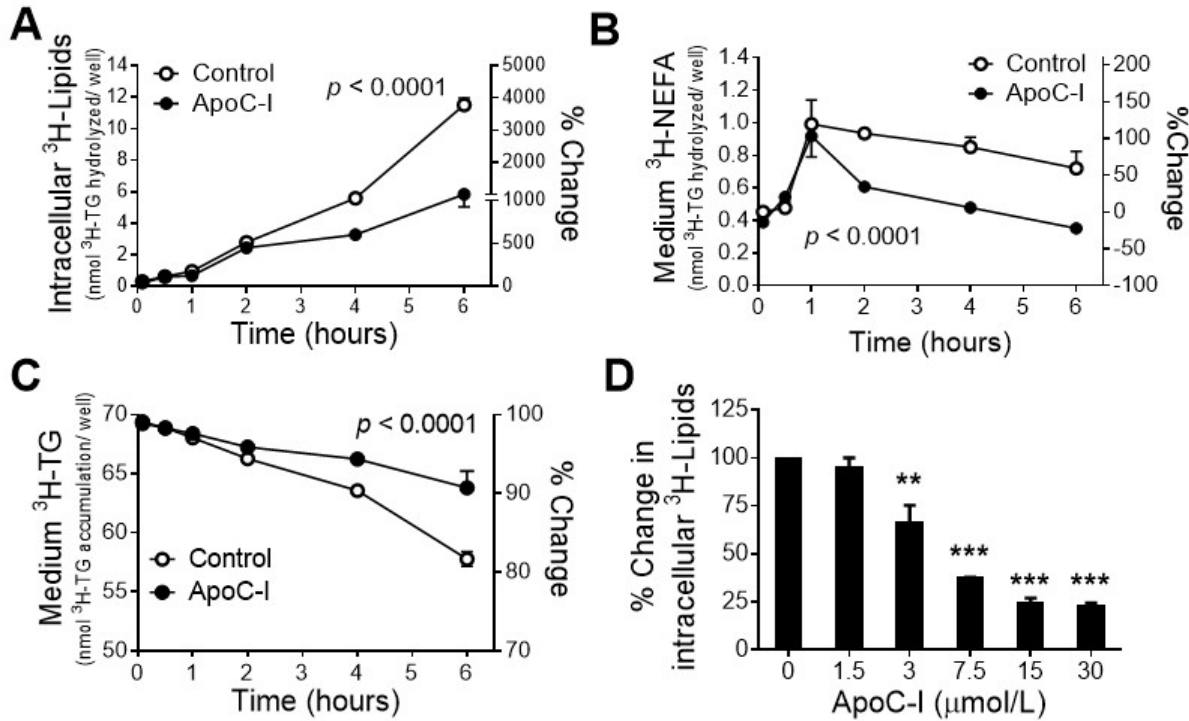 A
Intracellular ³H-Lipids
(nmol ³H-TG hydrolyzed/ well)
14
12
10
8
6
4
2
0
Control
ApoC-I
p < 0.0001
5000
4000
3000
2000
1000
500
0
% Change
0 1 2 3 4 5 6
Time (hours)
B
Medium ³H-NEFA
(nmol ³H-TG hydrolyzed/ well)
1.4
1.2
1.0
0.8
0.6
0.4
0.2
0.0
Control
ApoC-I
p < 0.0001
200
150
100
50
0
-50
-100
%Change
0 1 2 3 4 5 6
Time (hours)
C
Medium ³H-TG
(nmol ³H-TG accumulation/ well)
70
65
60
55
50
p < 0.0001
Control
ApoC-I
100
90
80
70
% Change
0 1 2 3 4 5 6
Time (hours)
D
% Change in
intracellular ³H-Lipids
125
100
75
50
25
0
**
***
*** ***
0 1.5 3 7.5 15 30
ApoC-I (μmol/L)